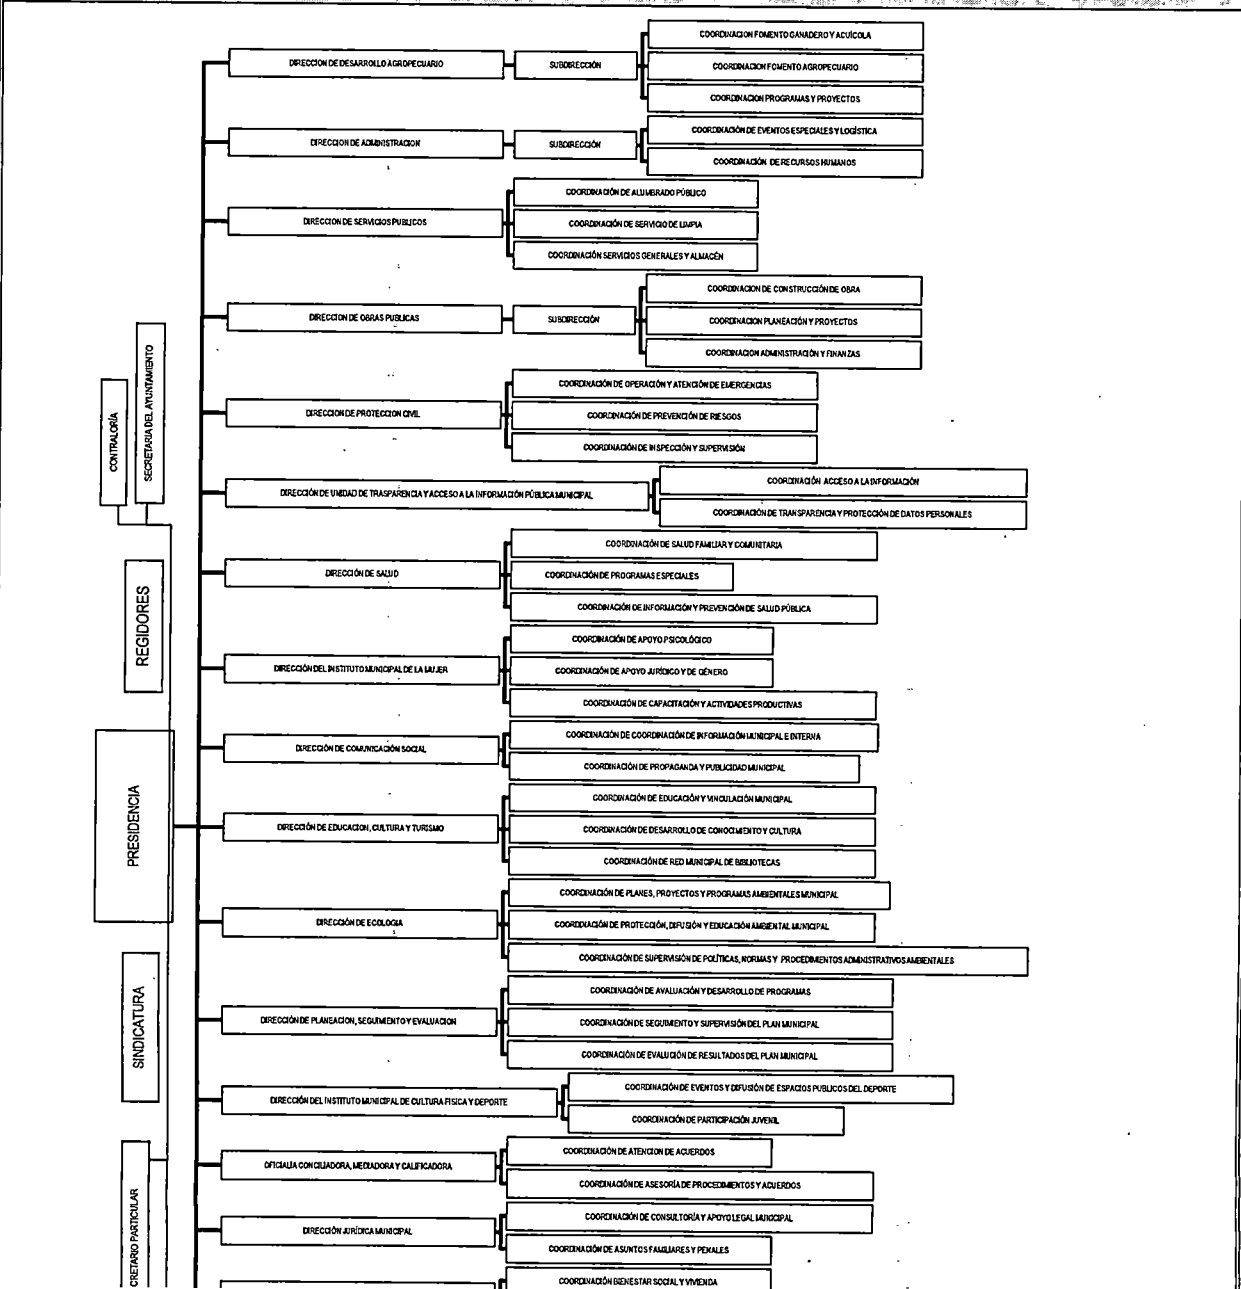 COORDINACION FOMENTO GANADERO Y ACUÍCOLA
DIRECCION DE DESARROLLO AGROPECUARIO
SUBDIRECCIÓN
COORDINACION FOMENTO AGROPECUARIO
COORDINACION PROGRAMAS Y PROYECTOS
COORDINACIÓN DE EVENTOS ESPECIALES Y LOGÍSTICA
DIRECCION DE ADMINISTRACION
SUBDIRECCIÓN
COORDINACIÓN DE RECURSOS HUMANOS
COORDINACIÓN DE ALUMBRADO PÚBLICO
DIRECCION DE SERVICIOS PUBLICOS
COORDINACIÓN DE SERVICIO DE LIMPIA
COORDINACIÓN SERVICIOS GENERALES Y ALMACÉN
COORDINACION DE CONSTRUCCIÓN DE OBRA
DIRECCION DE OBRAS PUBLICAS
SUBDIRECCIÓN
COORDINACION PLANEACIÓN Y PROYECTOS
COORDINACION ADMINISTRACIÓN Y FINANZAS
COORDINACIÓN DE OPERACIÓN Y ATENCIÓN DE EMERGENCIAS
DIRECCION DE PROTECCION CIVIL
COORDINACIÓN DE PREVENCIÓN DE RIESGOS
COORDINACIÓN DE INSPECCIÓN Y SUPERVISIÓN
CONTRALORÍA
SECRETARIA DEL AYUNTAMIENTO
DIRECCIÓN DE UNIDAD DE TRASPARENCIA Y ACCESO A LA INFORMACIÓN PÚBLICA MUNICIPAL
COORDINACIÓN ACCESO A LA INFORMACIÓN
COORDINACIÓN DE TRANSPARENCIA Y PROTECCIÓN DE DATOS PERSONALES
COORDINACIÓN DE SALUD FAMILIAR Y COMUNITARIA
DIRECCIÓN DE SALUD
COORDINACIÓN DE PROGRAMAS ESPECIALES
COORDINACIÓN DE INFORMACIÓN Y PREVENCIÓN DE SALUD PÚBLICA
REGIDORES
COORDINACIÓN DE APOYO PSICOLÓGICO
DIRECCIÓN DEL INSTITUTO MUNICIPAL DE LA MUJER
COORDINACIÓN DE APOYO JURÍDICO Y DE GÉNERO
COORDINACIÓN DE CAPACITACIÓN Y ACTIVIDADES PRODUCTIVAS
COORDINACIÓN DE COORDINACIÓN DE INFORMACIÓN MUNICIPAL E INTERNA
DIRECCIÓN DE COMUNICACIÓN SOCIAL
COORDINACIÓN DE PROPAGANDA Y PUBLICIDAD MUNICIPAL
PRESIDENCIA
COORDINACIÓN DE EDUCACIÓN Y VINCULACIÓN MUNICIPAL
DIRECCIÓN DE EDUCACION, CULTURA Y TURISMO
COORDINACIÓN DE DESARROLLO DE CONOCIMIENTO Y CULTURA
COORDINACIÓN DE RED MUNICIPAL DE BIBLIOTECAS
COORDINACIÓN DE PLANES, PROYECTOS Y PROGRAMAS AMBIENTALES MUNICIPAL
DIRECCIÓN DE ECOLOGIA
COORDINACIÓN DE PROTECCIÓN, DIFUSIÓN Y EDUCACIÓN AMBIENTAL MUNICIPAL
COORDINACIÓN DE SUPERVISIÓN DE POLÍTICAS, NORMAS Y PROCEDIMIENTOS ADMINISTRATIVOS AMBIENTALES
SINDICATURA
COORDINACIÓN DE AVALUACIÓN Y DESARROLLO DE PROGRAMAS
DIRECCIÓN DE PLANEACION, SEGUIMIENTO Y EVALUACION
COORDINACIÓN DE SEGUIMIENTO Y SUPERVISIÓN DEL PLAN MUNICIPAL
COORDINACIÓN DE EVALUCIÓN DE RESULTADOS DEL PLAN MUNICIPAL
COORDINACIÓN DE EVENTOS Y DIFUSIÓN DE ESPACIOS PUBLICOS DEL DEPORTE
DIRECCIÓN DEL INSTITUTO MUNICIPAL DE CULTURA FISICA Y DEPORTE
COORDINACIÓN DE PARTICIPACIÓN JUVENIL
CRETARIO PARTICULAR
COORDINACIÓN DE ATENCION DE ACUERDOS
OFICIALÍA CONCILIADORA, MEDIADORA Y CALIFICADORA
COORDINACIÓN DE ASESORÍA DE PROCEDIMIENTOS Y ACUERDOS
COORDINACIÓN DE CONSULTORÍA Y APOYO LEGAL MUNICIPAL
DIRECCIÓN JURÍDICA MUNICIPAL
COORDINACIÓN DE ASUNTOS FAMILIARES Y PENALES
COORDINACIÓN BIENESTAR SOCIAL Y VIVIENDA